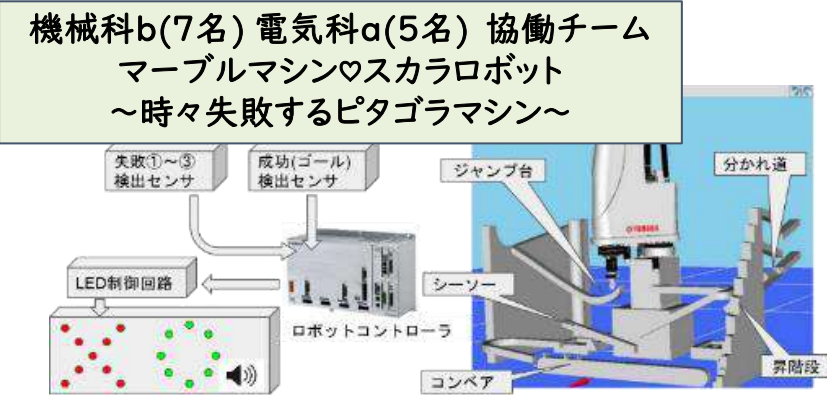 機械科b(7名) 電気科a(5名) 協働チーム
マーブルマシン♡スカラロボット
～時々失敗するピタゴラマシン～
失敗①～③
検出センサ
成功(ゴール)
検出センサ
ジャンプ台
分かれ道
LED制御回路
シーソー
ロボットコントローラ
コンベア
昇階段
YAMAHA